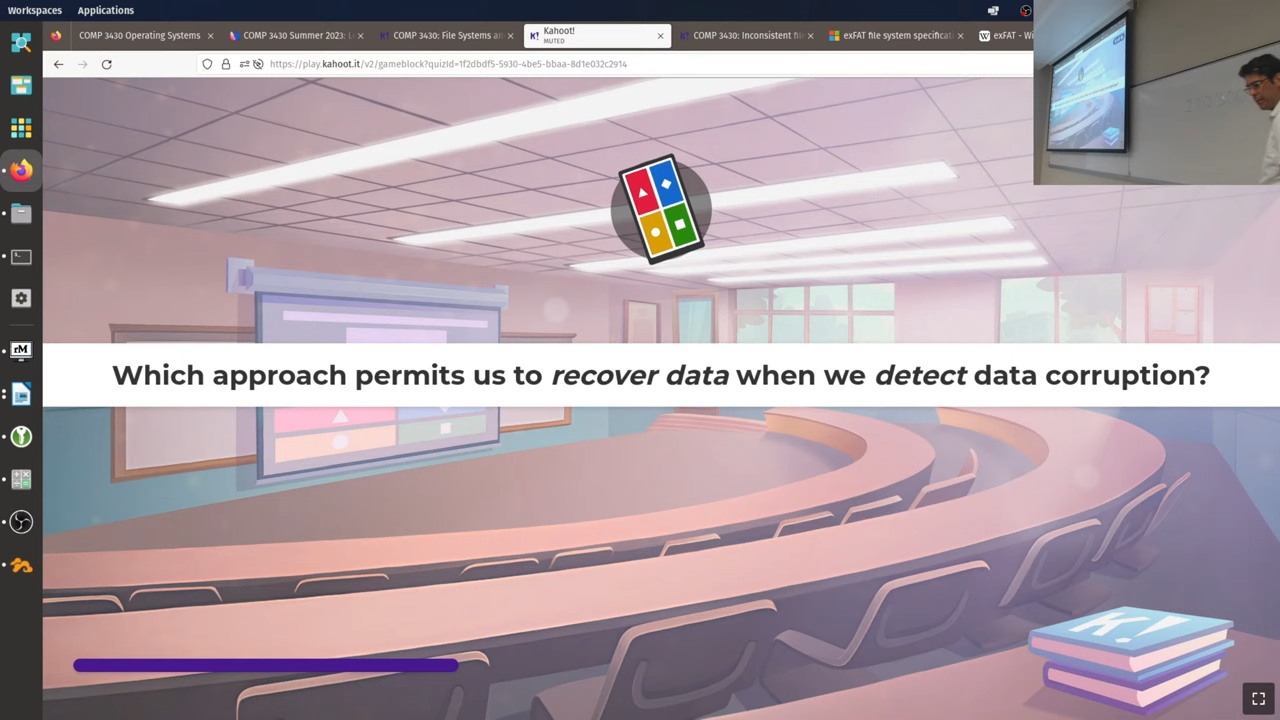 Workspaces Applications
COMP 3430 Operating Systems
COMP 3430 Summer 2023: L
COMP 3430: File Systems an
Kahoot!
MUTED
COMP 3430: Inconsistent fil
exFAT file system specificati
exFAT - Wi
https://play.kahoot.it/v2/gameblock?quizId=1f2dbdf5-5930-4be5-bbaa-8d1e032c2914
Which approach permits us to recover data when we detect data corruption?
K!